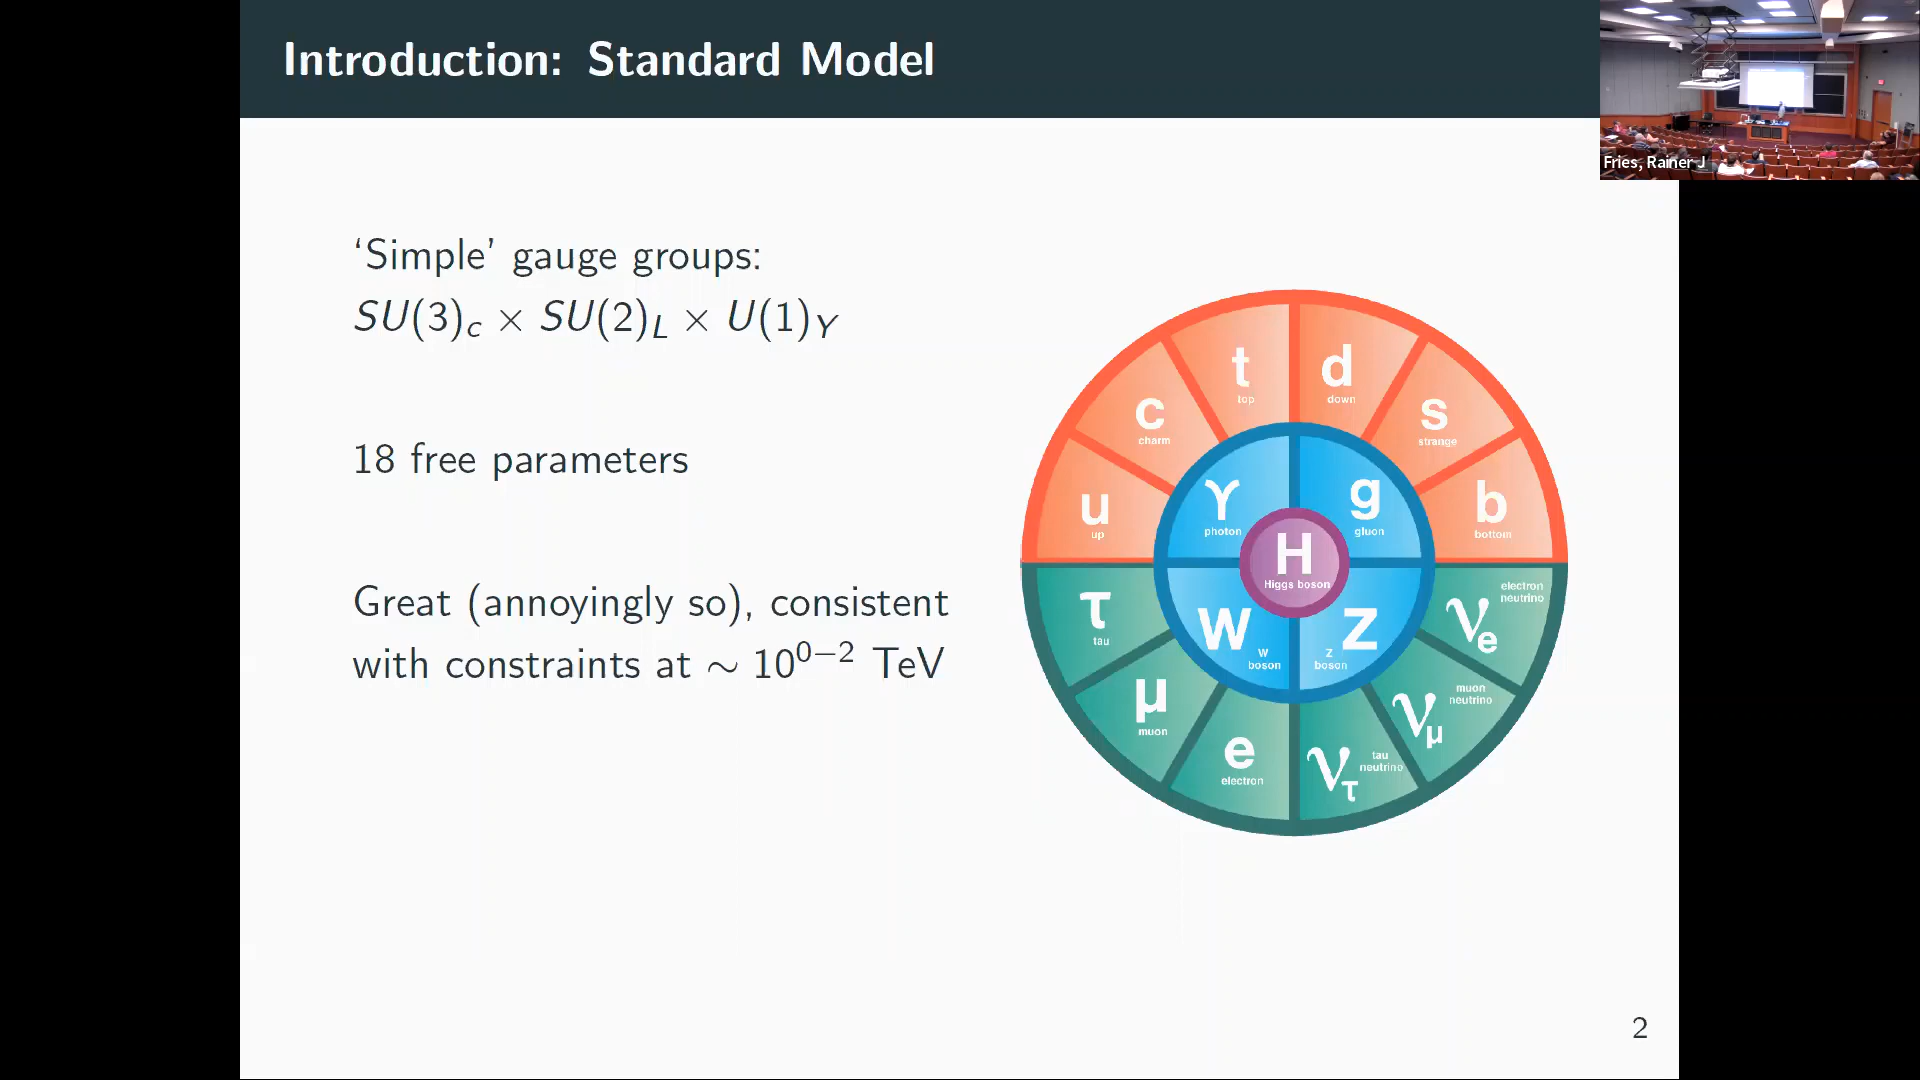 Introduction: Standard Model
Fries, Rainer J
‘Simple’ gauge groups:
SU(3)c × SU(2)L × U(1)Y
18 free parameters
Great (annoyingly so), consistent
with constraints at ∼ 10^{0−2} TeV
t
top
d
down
c
charm
s
strange
u
up
b
bottom
γ
photon
g
gluon
H
Higgs boson
W
W
boson
Z
Z
boson
τ
tau
νe
electron
neutrino
μ
muon
νμ
muon
neutrino
e
electron
ντ
tau
neutrino
2